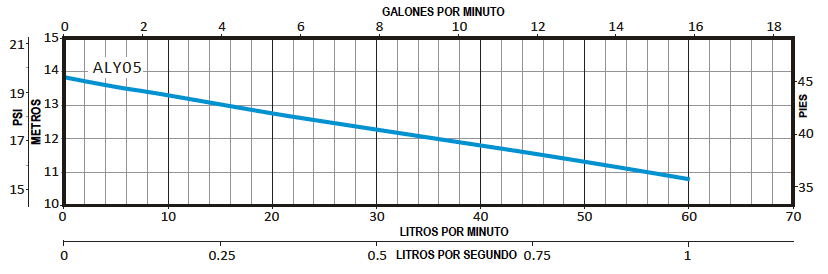 GALONES POR MINUTO
0 2 4 6 8 10 12 14 16 18
PSI
21
19
17
15
METROS
15
14
13
12
11
10
ALY05
PIES
45
40
35
0 10 20 30 40 50 60 70
LITROS POR MINUTO
0 0.25 0.5 LITROS POR SEGUNDO 0.75 1